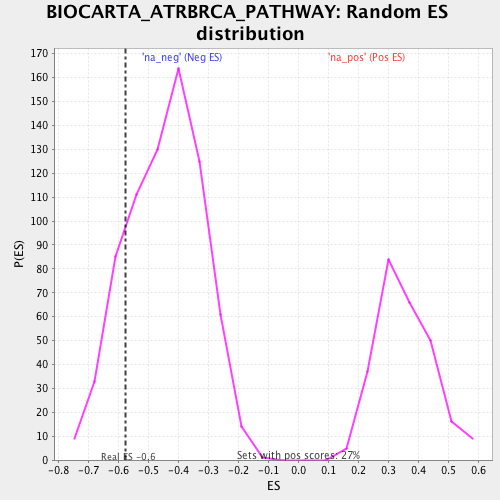 BIOCARTA_ATRBRCA_PATHWAY: Random ES
distribution
'na_neg' (Neg ES)
'na_pos' (Pos ES)
170
160
150
140
130
120
110
100
90
80
70
60
50
40
30
20
10
0
P(ES)
Real ES -0,6
Sets with pos scores: 27%
-0.8 -0.7 -0.6 -0.5 -0.4 -0.3 -0.2 -0.1 0.0 0.1 0.2 0.3 0.4 0.5 0.6
ES